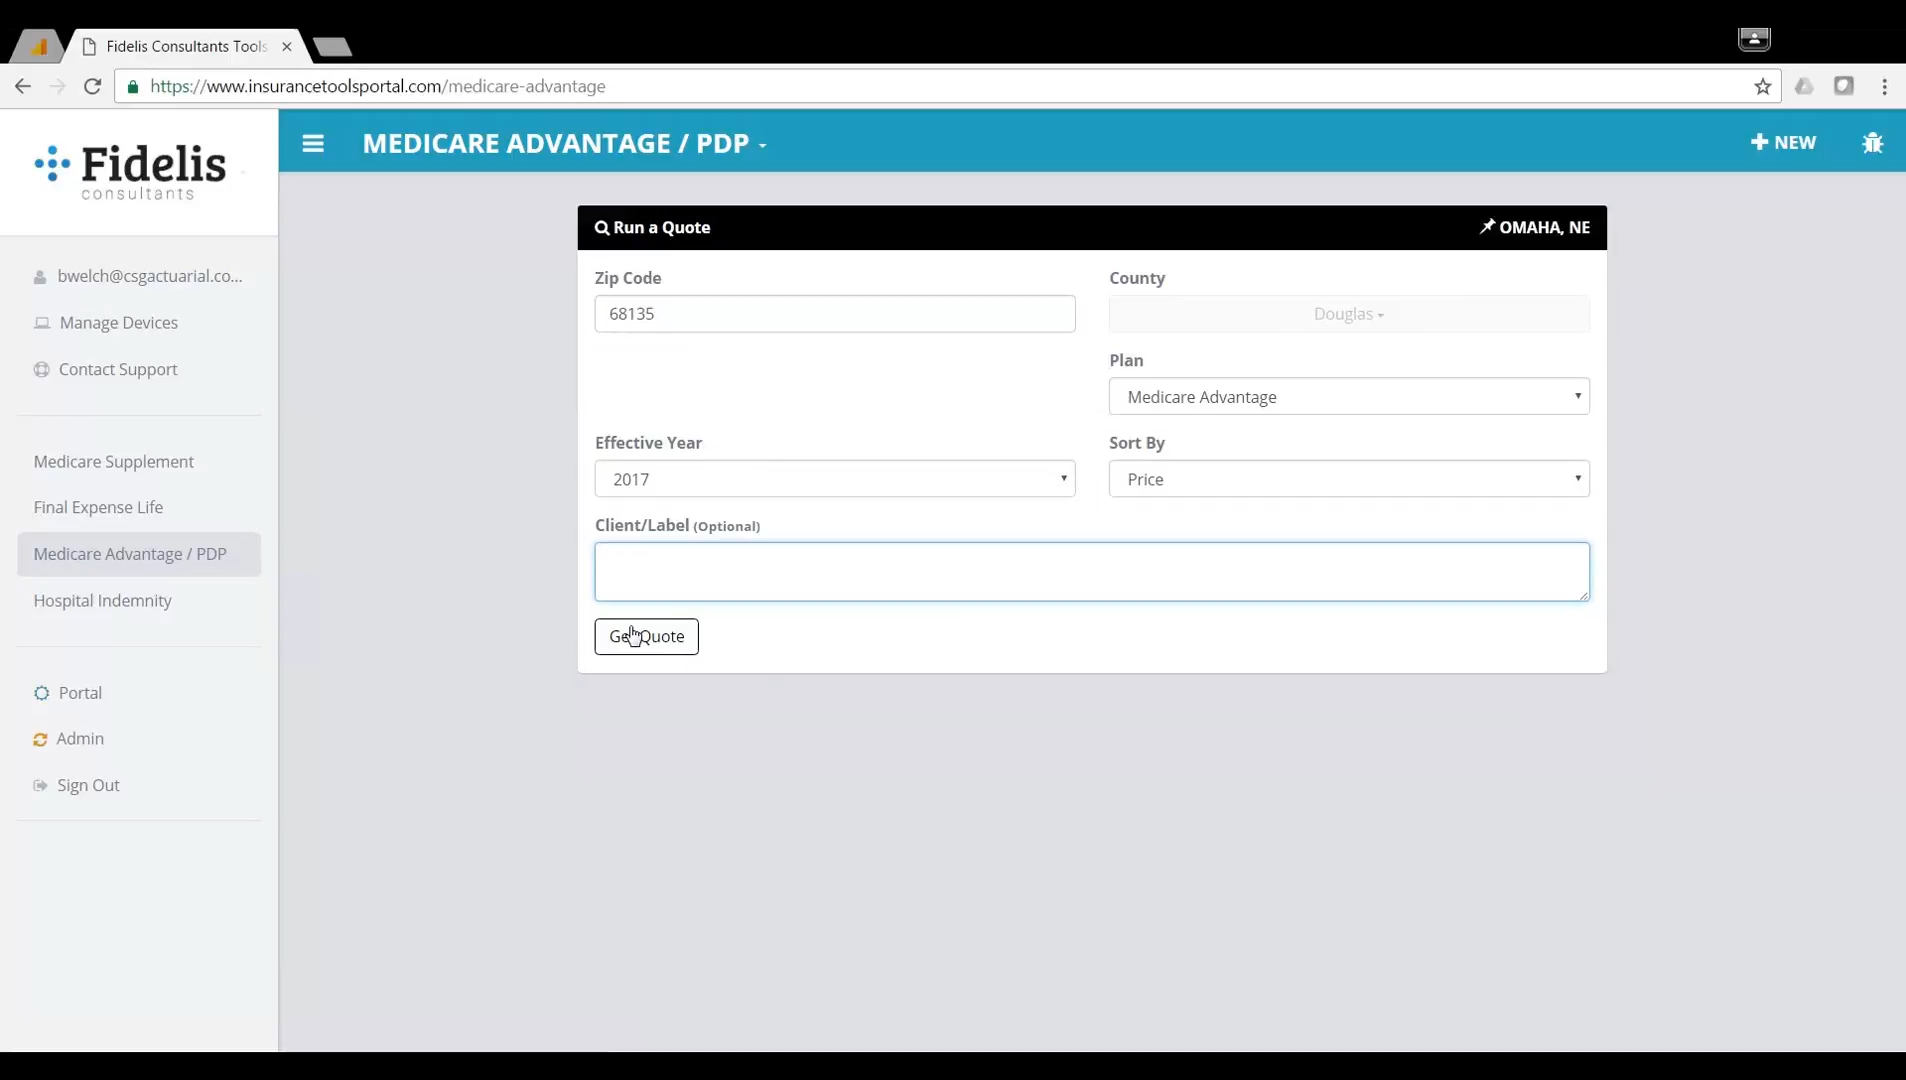 Fidelis Consultants Tools
https://www.insurancetoolsportal.com/medicare-advantage
Fidelis
consultants
MEDICARE ADVANTAGE / PDP
NEW
bwelch@csgactuarial.co...
Manage Devices
Contact Support
Medicare Supplement
Final Expense Life
Medicare Advantage / PDP
Hospital Indemnity
Portal
Admin
Sign Out
Run a Quote
OMAHA, NE
Zip Code
County
68135
Douglas
Plan
Medicare Advantage
Effective Year
Sort By
2017
Price
Client/Label (Optional)
Get Quote